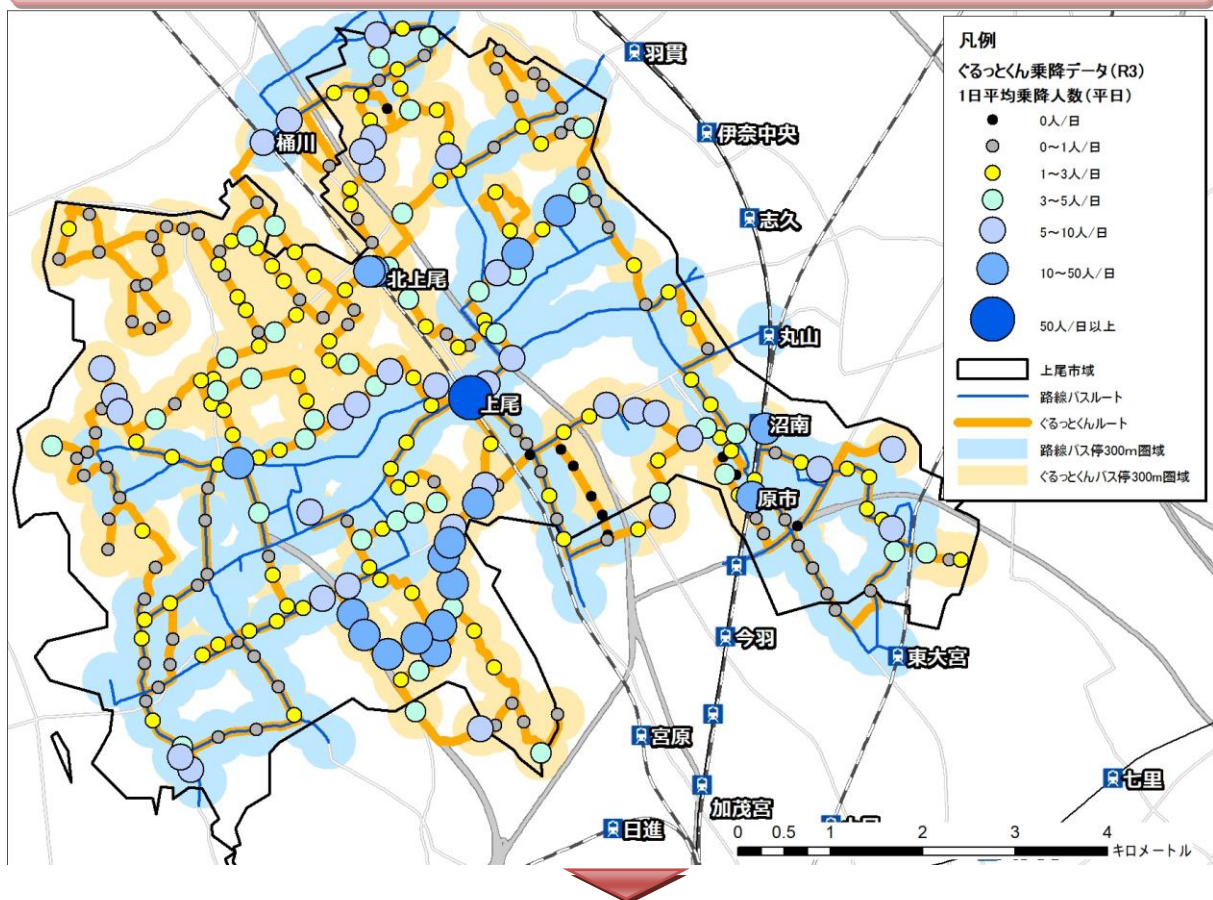 羽貫
伊奈中央
志久
丸山
桶川
北上尾
上尾
沼南
原市
今羽
東大宮
宮原
加茂宮
日進
七里
凡例
ぐるっとくん乗降データ(R3)
1日平均乗降人数(平日)
0人/日
0～1人/日
1～3人/日
3～5人/日
5～10人/日
10～50人/日
50人/日以上
上尾市域
路線バスルート
ぐるっとくんルート
路線バス停300m圏域
ぐるっとくんバス停300m圏域
0 0.5 1 2 3 4
キロメートル